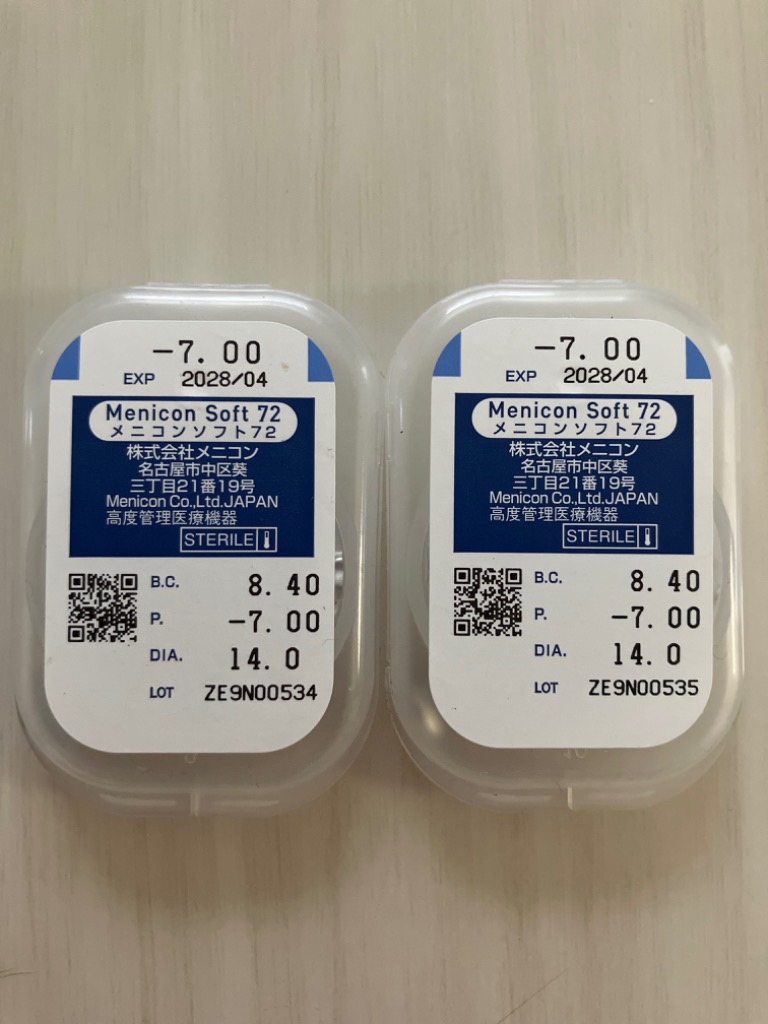 -7.00
EXP 2028/04
Menicon Soft 72
メニコンソフト72
株式会社メニコン
名古屋市中区葵
三丁目21番19号
Menicon Co.,Ltd.JAPAN
高度管理医療機器
STERILE
B.C. 8.40
P. -7.00
DIA. 14.0
LOT ZE9N00534
-7.00
EXP 2028/04
Menicon Soft 72
メニコンソフト72
株式会社メニコン
名古屋市中区葵
三丁目21番19号
Menicon Co.,Ltd.JAPAN
高度管理医療機器
STERILE
B.C. 8.40
P. -7.00
DIA. 14.0
LOT ZE9N00535